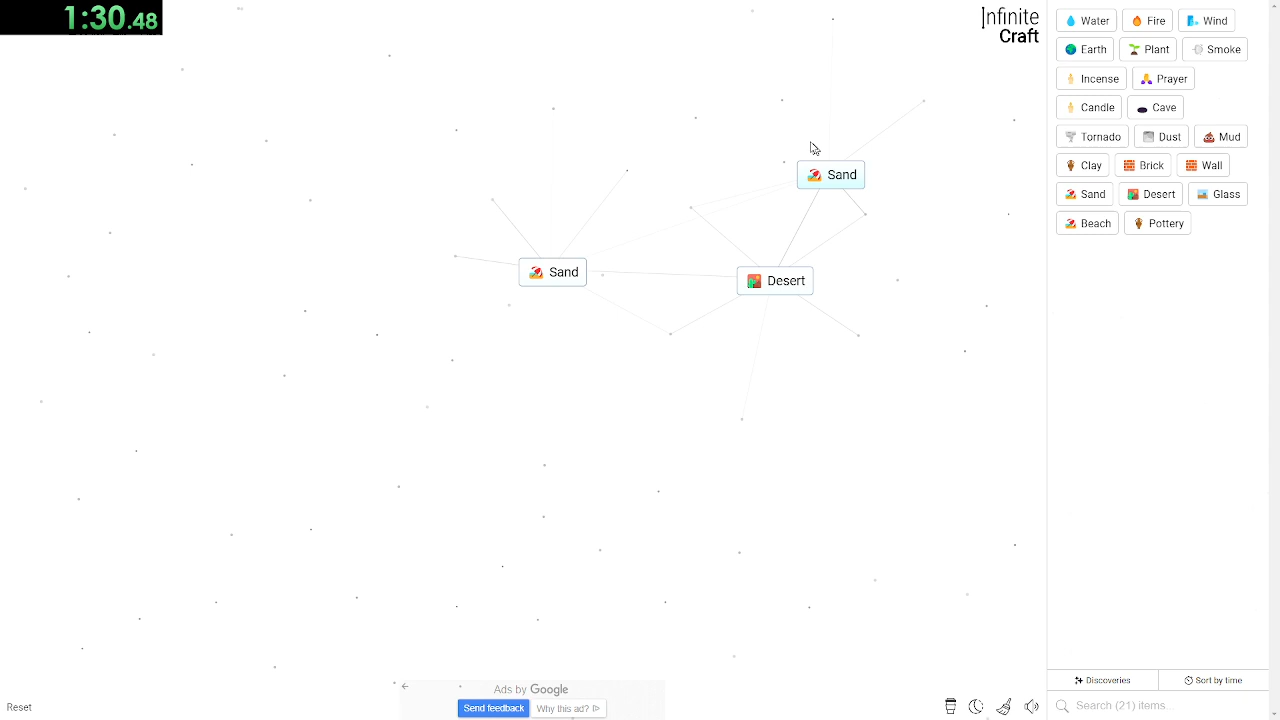 1:30.48
Infinite
Craft
Water Fire Wind
Earth Plant Smoke
Incense Prayer
Candle Cave
Tornado Dust Mud
Clay Brick Wall
Sand Desert Glass
Beach Pottery
Sand
Sand
Desert
Ads by Google
Send feedback Why this ad?
Reset
Discoveries Sort by time
Search (21) items...